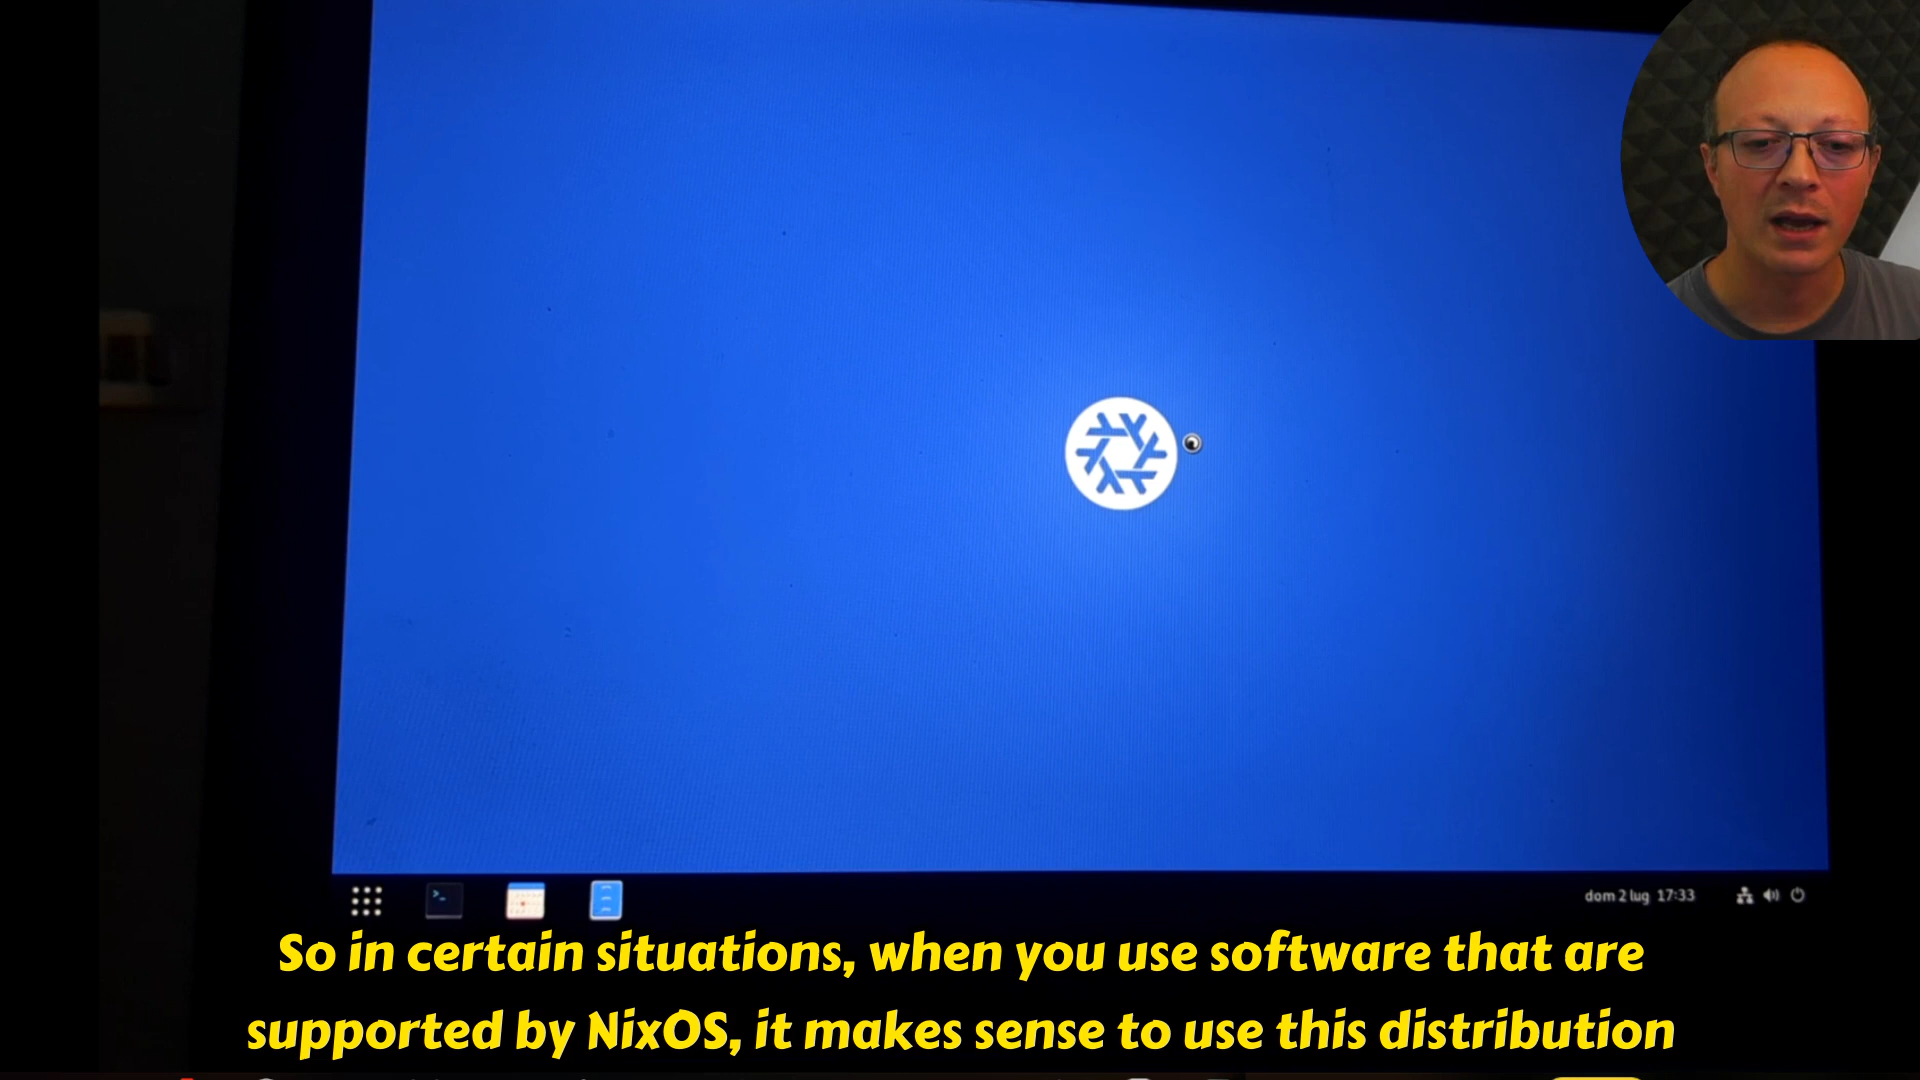 dom 2 lug 17:33
So in certain situations, when you use software that are
supported by NixOS, it makes sense to use this distribution